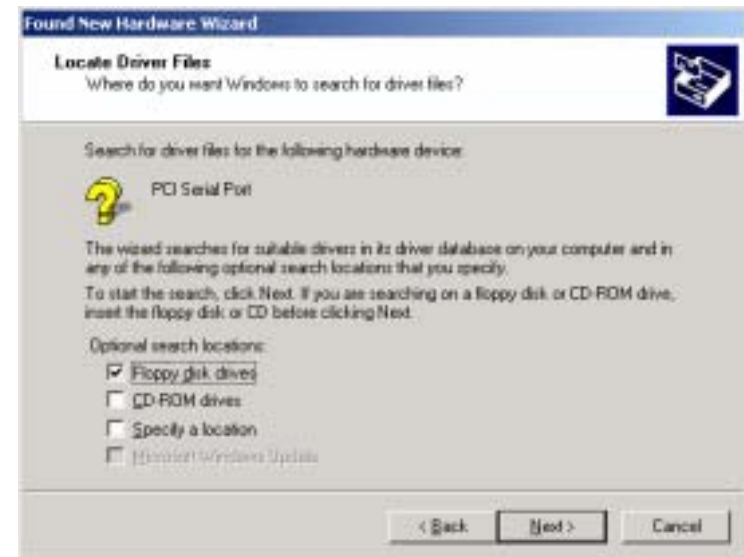 Found New Hardware Wizard
Locate Driver Files
Where do you want Windows to search for driver files?
Search for driver files for the following hardware device:
PCI Serial Port
The wizard searches for suitable drivers in its driver database on your computer and in
any of the following optional search locations that you specify.
To start the search, click Next. If you are searching on a floppy disk or CD-ROM drive,
insert the floppy disk or CD before clicking Next.
Optional search locations:
Floppy disk drives
CD-ROM drives
Specify a location
Microsoft Windows Update
< Back Next > Cancel